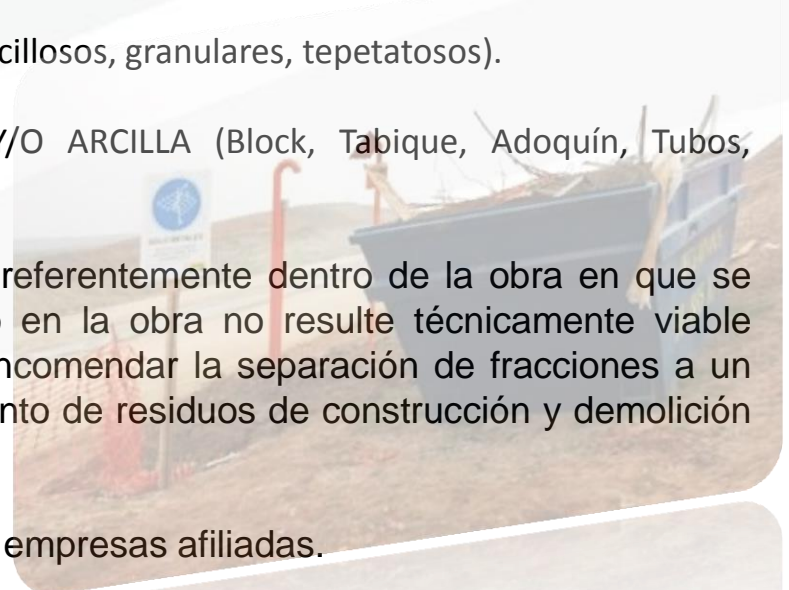 cillosos, granulares, tepetatosos).
Y/O ARCILLA (Block, Tabique, Adoquín, Tubos,
referentemente dentro de la obra en que se
en la obra no resulte técnicamente viable
ncomendar la separación de fracciones a un
nto de residuos de construcción y demolición
empresas afiliadas.